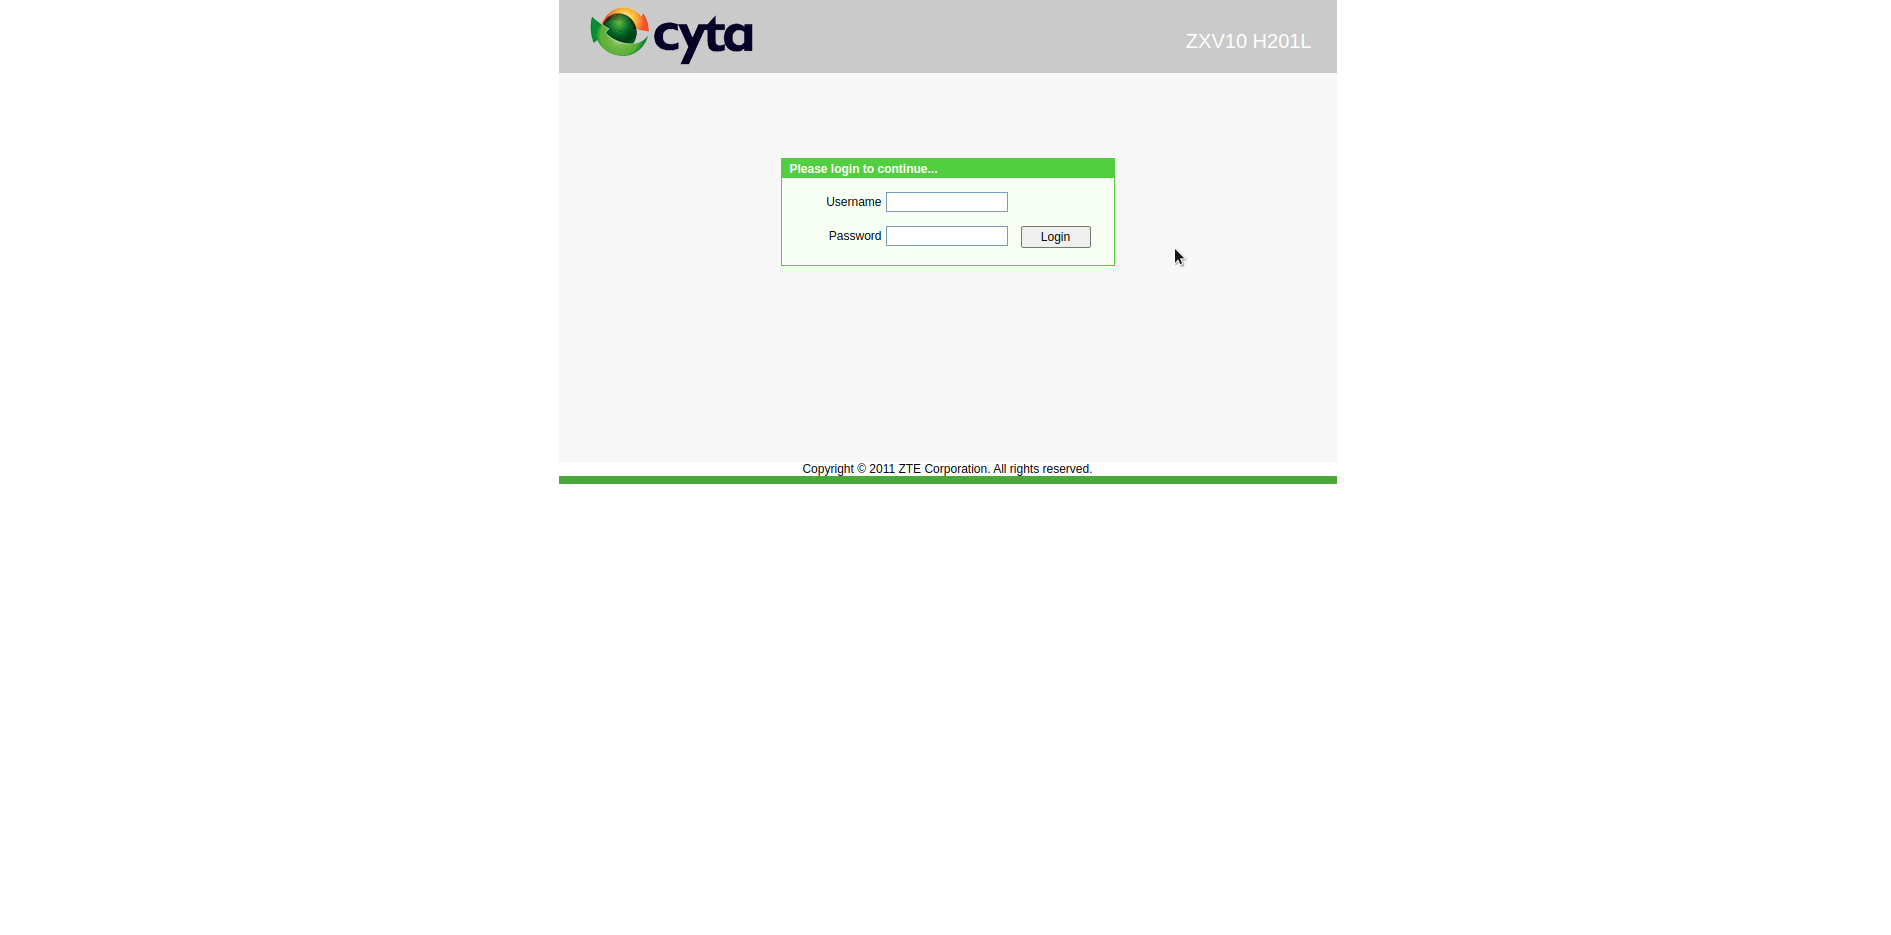 cyta
ZXV10 H201L
Please login to continue...
Username
Password
Login
Copyright © 2011 ZTE Corporation. All rights reserved.